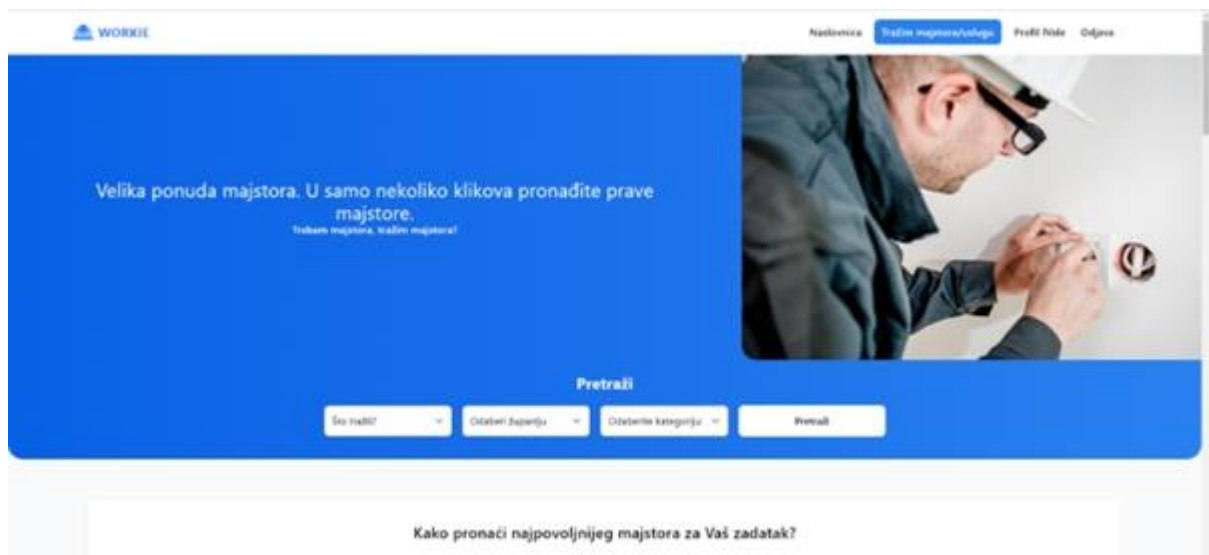 WORKIE
Naslovnica
Tražim majstora/uslugu
Profil
Odjava
Velika ponuda majstora. U samo nekoliko klikova pronađite prave
majstore.
Trebam majstora, tražim majstora?
Pretraži
Što tražiš?
Odaberi županiju
Odaberite kategoriju
Pretraži
Kako pronaći najpovoljnijeg majstora za Vaš zadatak?